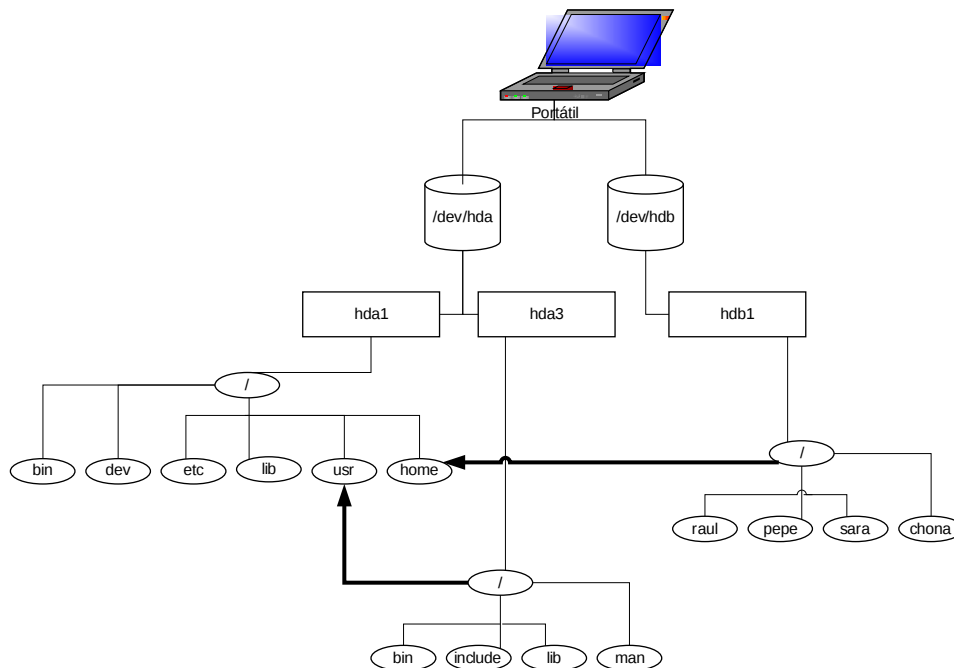 Portátil
/dev/hda
/dev/hdb
hda1
hda3
hdb1
/
bin
dev
etc
lib
usr
home
/
raul
pepe
sara
chona
/
bin
include
lib
man